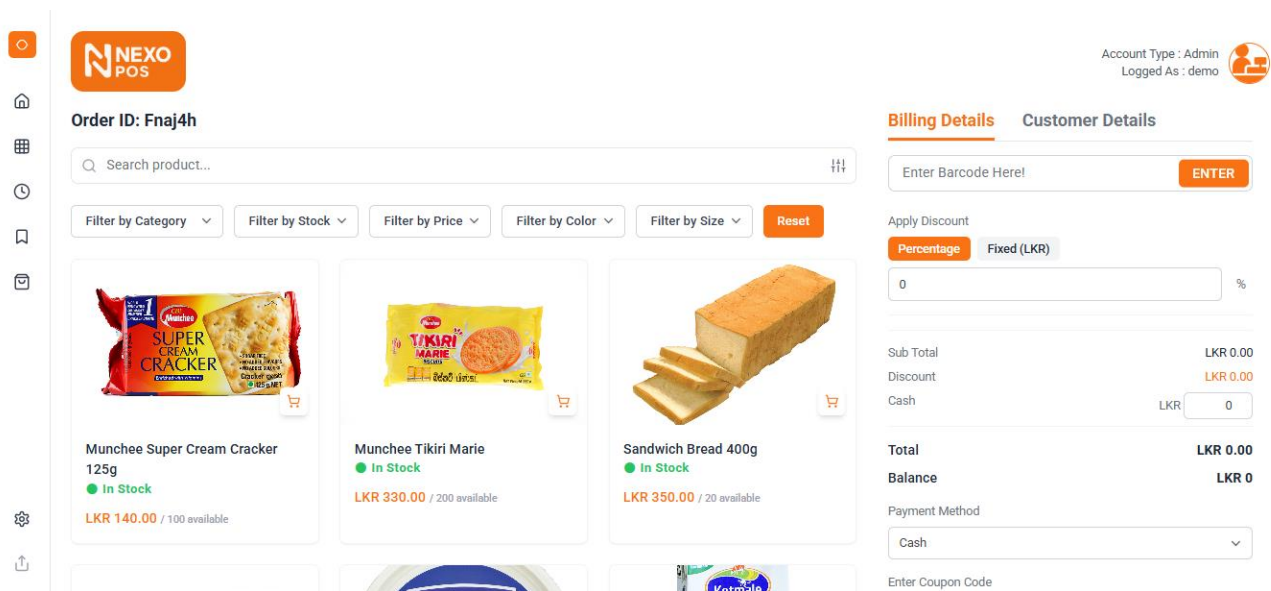 NEXO
POS
Account Type : Admin
Logged As : demo
Order ID: Fnaj4h
Search product...
Filter by Category
Filter by Stock
Filter by Price
Filter by Color
Filter by Size
Reset
Munchee
SUPER
CREAM
CRACKER
Munchee Super Cream Cracker
125g
In Stock
LKR 140.00 / 100 available
Munchee
TIKIRI
MARIE
Munchee Tikiri Marie
In Stock
LKR 330.00 / 200 available
Sandwich Bread 400g
In Stock
LKR 350.00 / 20 available
Kotmale
Billing Details
Customer Details
Enter Barcode Here!
ENTER
Apply Discount
Percentage
Fixed (LKR)
0
%
Sub Total LKR 0.00
Discount LKR 0.00
Cash LKR 0
Total LKR 0.00
Balance LKR 0
Payment Method
Cash
Enter Coupon Code